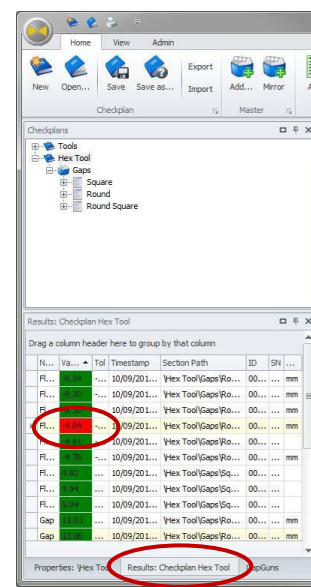 Home View Admin
New Open... Save Save as... Export Import Add... Mirror A
Checkplan Master
Checkplans
Tools
Hex Tool
Gaps
Square
Round
Round Square
Results: Checkplan Hex Tool
Drag a column header here to group by that column
N... Va... Tol Timestamp Section Path ID SN ...
Fl... -9.34 -... 10/09/201... \Hex Tool\Gaps\Ro... 00... ... mm
Fl... -9.30 -... 10/09/201... \Hex Tool\Gaps\Ro... 00... ... mm
Fl... -... 10/09/201... \Hex Tool\Gaps\Ro... 00... ... mm
Fl... -4.84 -... 10/09/201... \Hex Tool\Gaps\Ro... 00... ... mm
Fl... -4.81 -... 10/09/201... \Hex Tool\Gaps\Ro... 00... ...
Fl... -4.78 -... 10/09/201... \Hex Tool\Gaps\Ro... 00... ... mm
Fl... 4.92 ... 10/09/201... \Hex Tool\Gaps\Sq... 00... ...
Fl... 4.94 ... 10/09/201... \Hex Tool\Gaps\Sq... 00... ...
Fl... 5.04 ... 10/09/201... \Hex Tool\Gaps\Sq... 00... ...
Gap 13.03 ... 10/09/201... \Hex Tool\Gaps\Ro... 00... ... mm
Gap 13.06 ... 10/09/201... \Hex Tool\Gaps\Ro... 00... ... mm
Properties: \Hex Too Results: Checkplan Hex Tool GapGuns